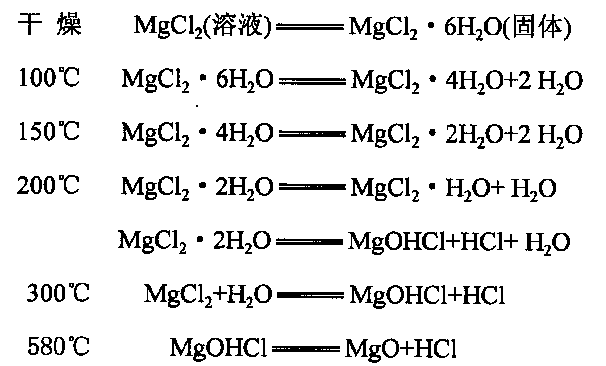 干 燥 MgCl₂(溶液)══MgCl₂·6H₂O(固体)
100℃ MgCl₂·6H₂O══MgCl₂·4H₂O+2 H₂O
150℃ MgCl₂·4H₂O══MgCl₂·2H₂O+2 H₂O
200℃ MgCl₂·2H₂O══MgCl₂·H₂O+ H₂O
MgCl₂·2H₂O══MgOHCl+HCl+ H₂O
300℃ MgCl₂+H₂O══MgOHCl+HCl
580℃ MgOHCl══MgO+HCl